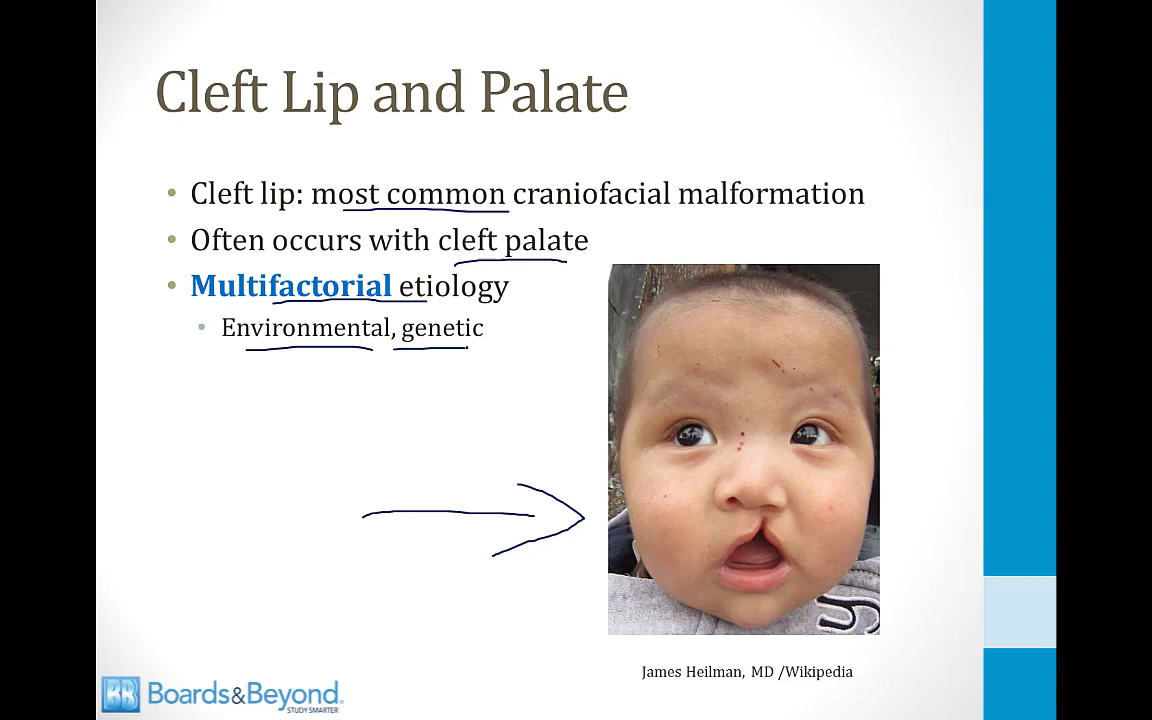 Cleft Lip and Palate
• Cleft lip: most common craniofacial malformation
• Often occurs with cleft palate
• Multifactorial etiology
• Environmental, genetic
James Heilman, MD /Wikipedia
BB Boards&Beyond.
STUDY SMARTER